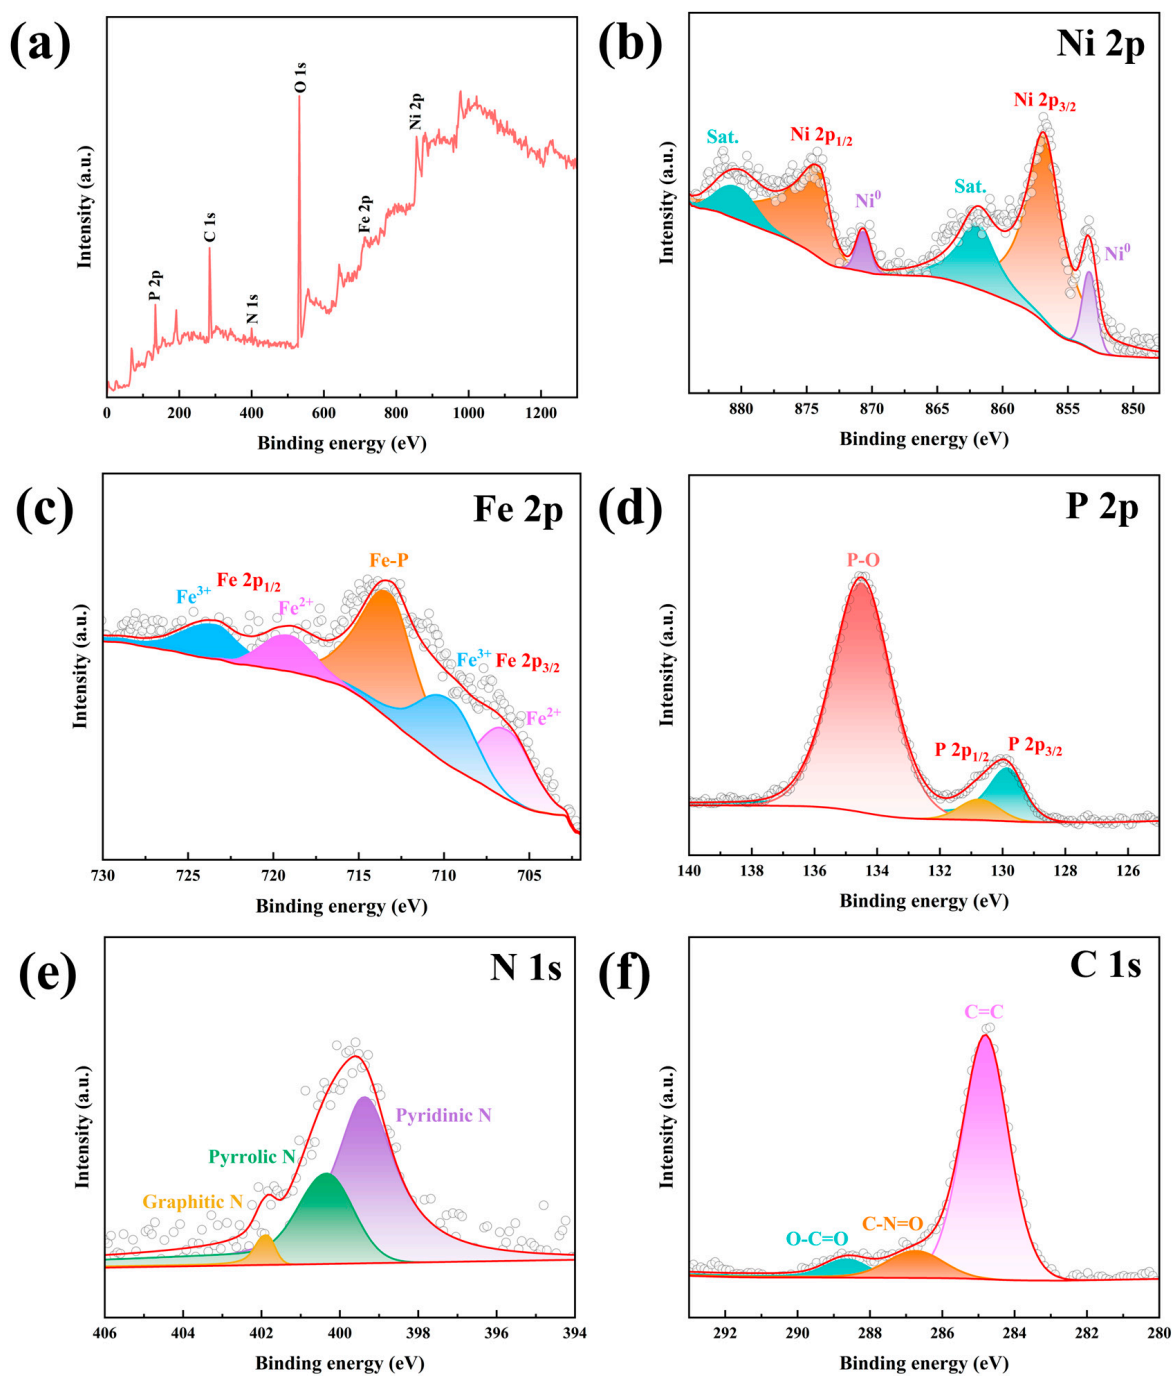 (a)
P 2p
C 1s
N 1s
O 1s
Fe 2p
Ni 2p
Intensity (a.u.)
0 200 400 600 800 1000 1200
Binding energy (eV)
(b)
Ni 2p
Sat.
Ni 2p1/2
Ni0
Sat.
Ni 2p3/2
Ni0
Intensity (a.u.)
880 875 870 865 860 855 850
Binding energy (eV)
(c)
Fe 2p
Fe3+ Fe 2p1/2
Fe2+
Fe-P
Fe3+ Fe 2p3/2
Fe2+
Intensity (a.u.)
730 725 720 715 710 705
Binding energy (eV)
(d)
P 2p
P-O
P 2p1/2
P 2p3/2
Intensity (a.u.)
140 138 136 134 132 130 128 126
Binding energy (eV)
(e)
N 1s
Pyridinic N
Pyrrolic N
Graphitic N
Intensity (a.u.)
406 404 402 400 398 396 394
Binding energy (eV)
(f)
C 1s
C=C
C-N=O
O-C=O
Intensity (a.u.)
292 290 288 286 284 282 280
Binding energy (eV)